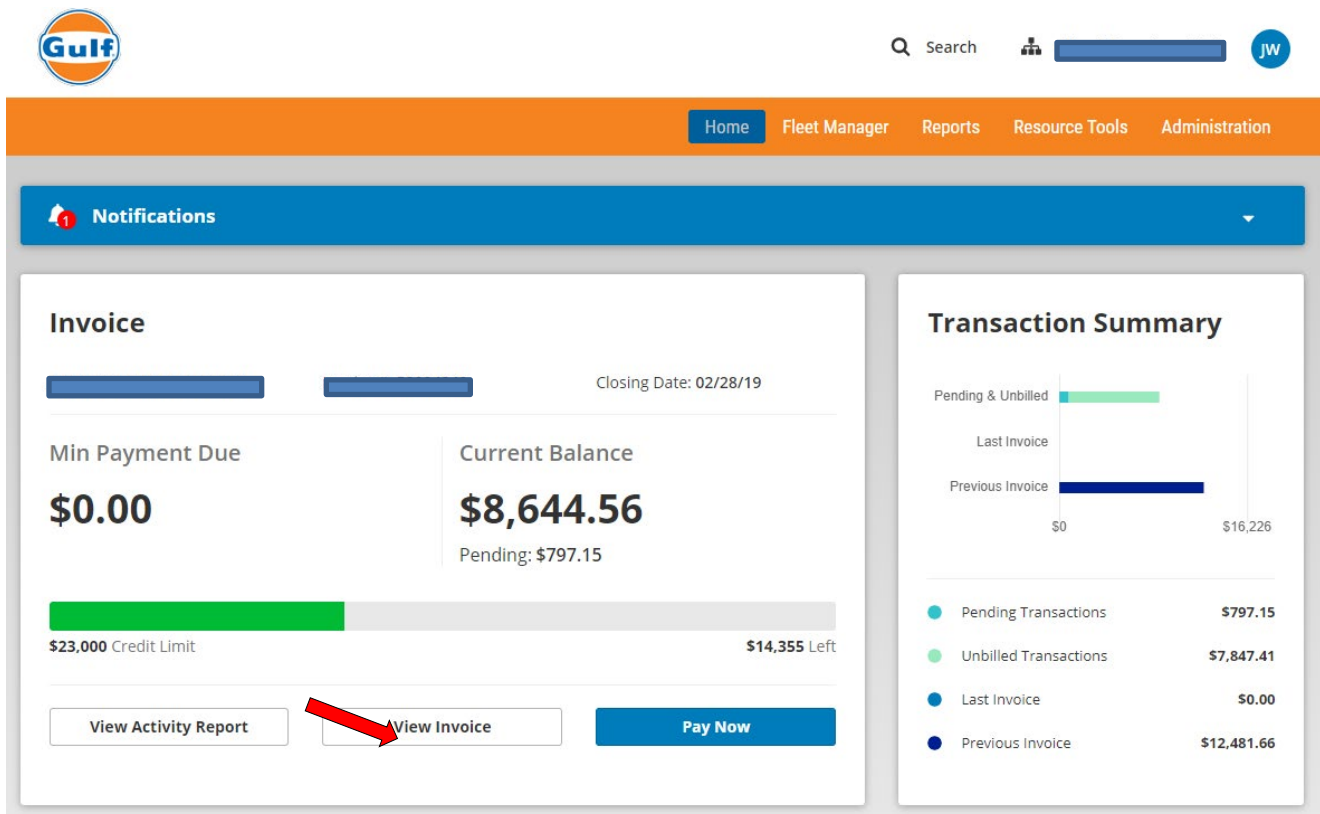 Gulf
Search
JW
Home Fleet Manager Reports Resource Tools Administration
1 Notifications
Invoice
Closing Date: 02/28/19
Min Payment Due
$0.00
Current Balance
$8,644.56
Pending: $797.15
$23,000 Credit Limit
$14,355 Left
View Activity Report
View Invoice
Pay Now
Transaction Summary
Pending & Unbilled
Last Invoice
Previous Invoice
$0 $16,226
Pending Transactions $797.15
Unbilled Transactions $7,847.41
Last Invoice $0.00
Previous Invoice $12,481.66